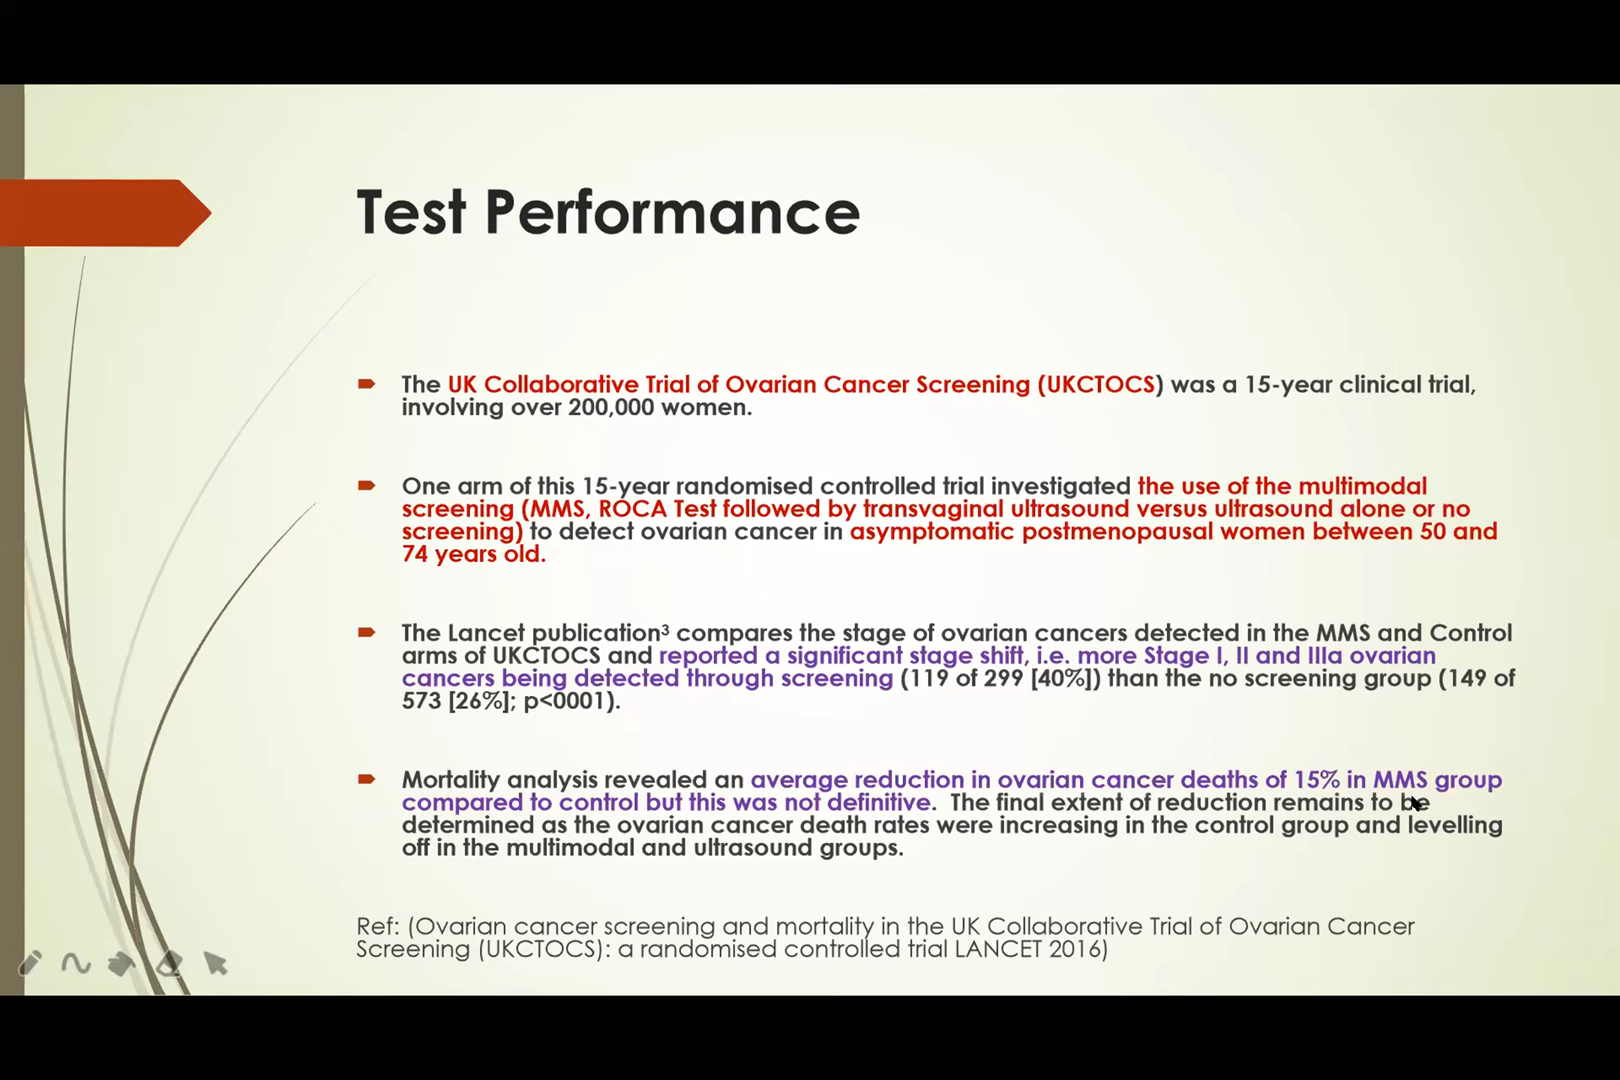 Test Performance
The UK Collaborative Trial of Ovarian Cancer Screening (UKCTOCS) was a 15-year clinical trial,
involving over 200,000 women.
One arm of this 15-year randomised controlled trial investigated the use of the multimodal
screening (MMS, ROCA Test followed by transvaginal ultrasound versus ultrasound alone or no
screening) to detect ovarian cancer in asymptomatic postmenopausal women between 50 and
74 years old.
The Lancet publication³ compares the stage of ovarian cancers detected in the MMS and Control
arms of UKCTOCS and reported a significant stage shift, i.e. more Stage I, II and IIIa ovarian
cancers being detected through screening (119 of 299 [40%]) than the no screening group (149 of
573 [26%]; p<0001).
Mortality analysis revealed an average reduction in ovarian cancer deaths of 15% in MMS group
compared to control but this was not definitive. The final extent of reduction remains to be
determined as the ovarian cancer death rates were increasing in the control group and levelling
off in the multimodal and ultrasound groups.
Ref: (Ovarian cancer screening and mortality in the UK Collaborative Trial of Ovarian Cancer
Screening (UKCTOCS): a randomised controlled trial LANCET 2016)